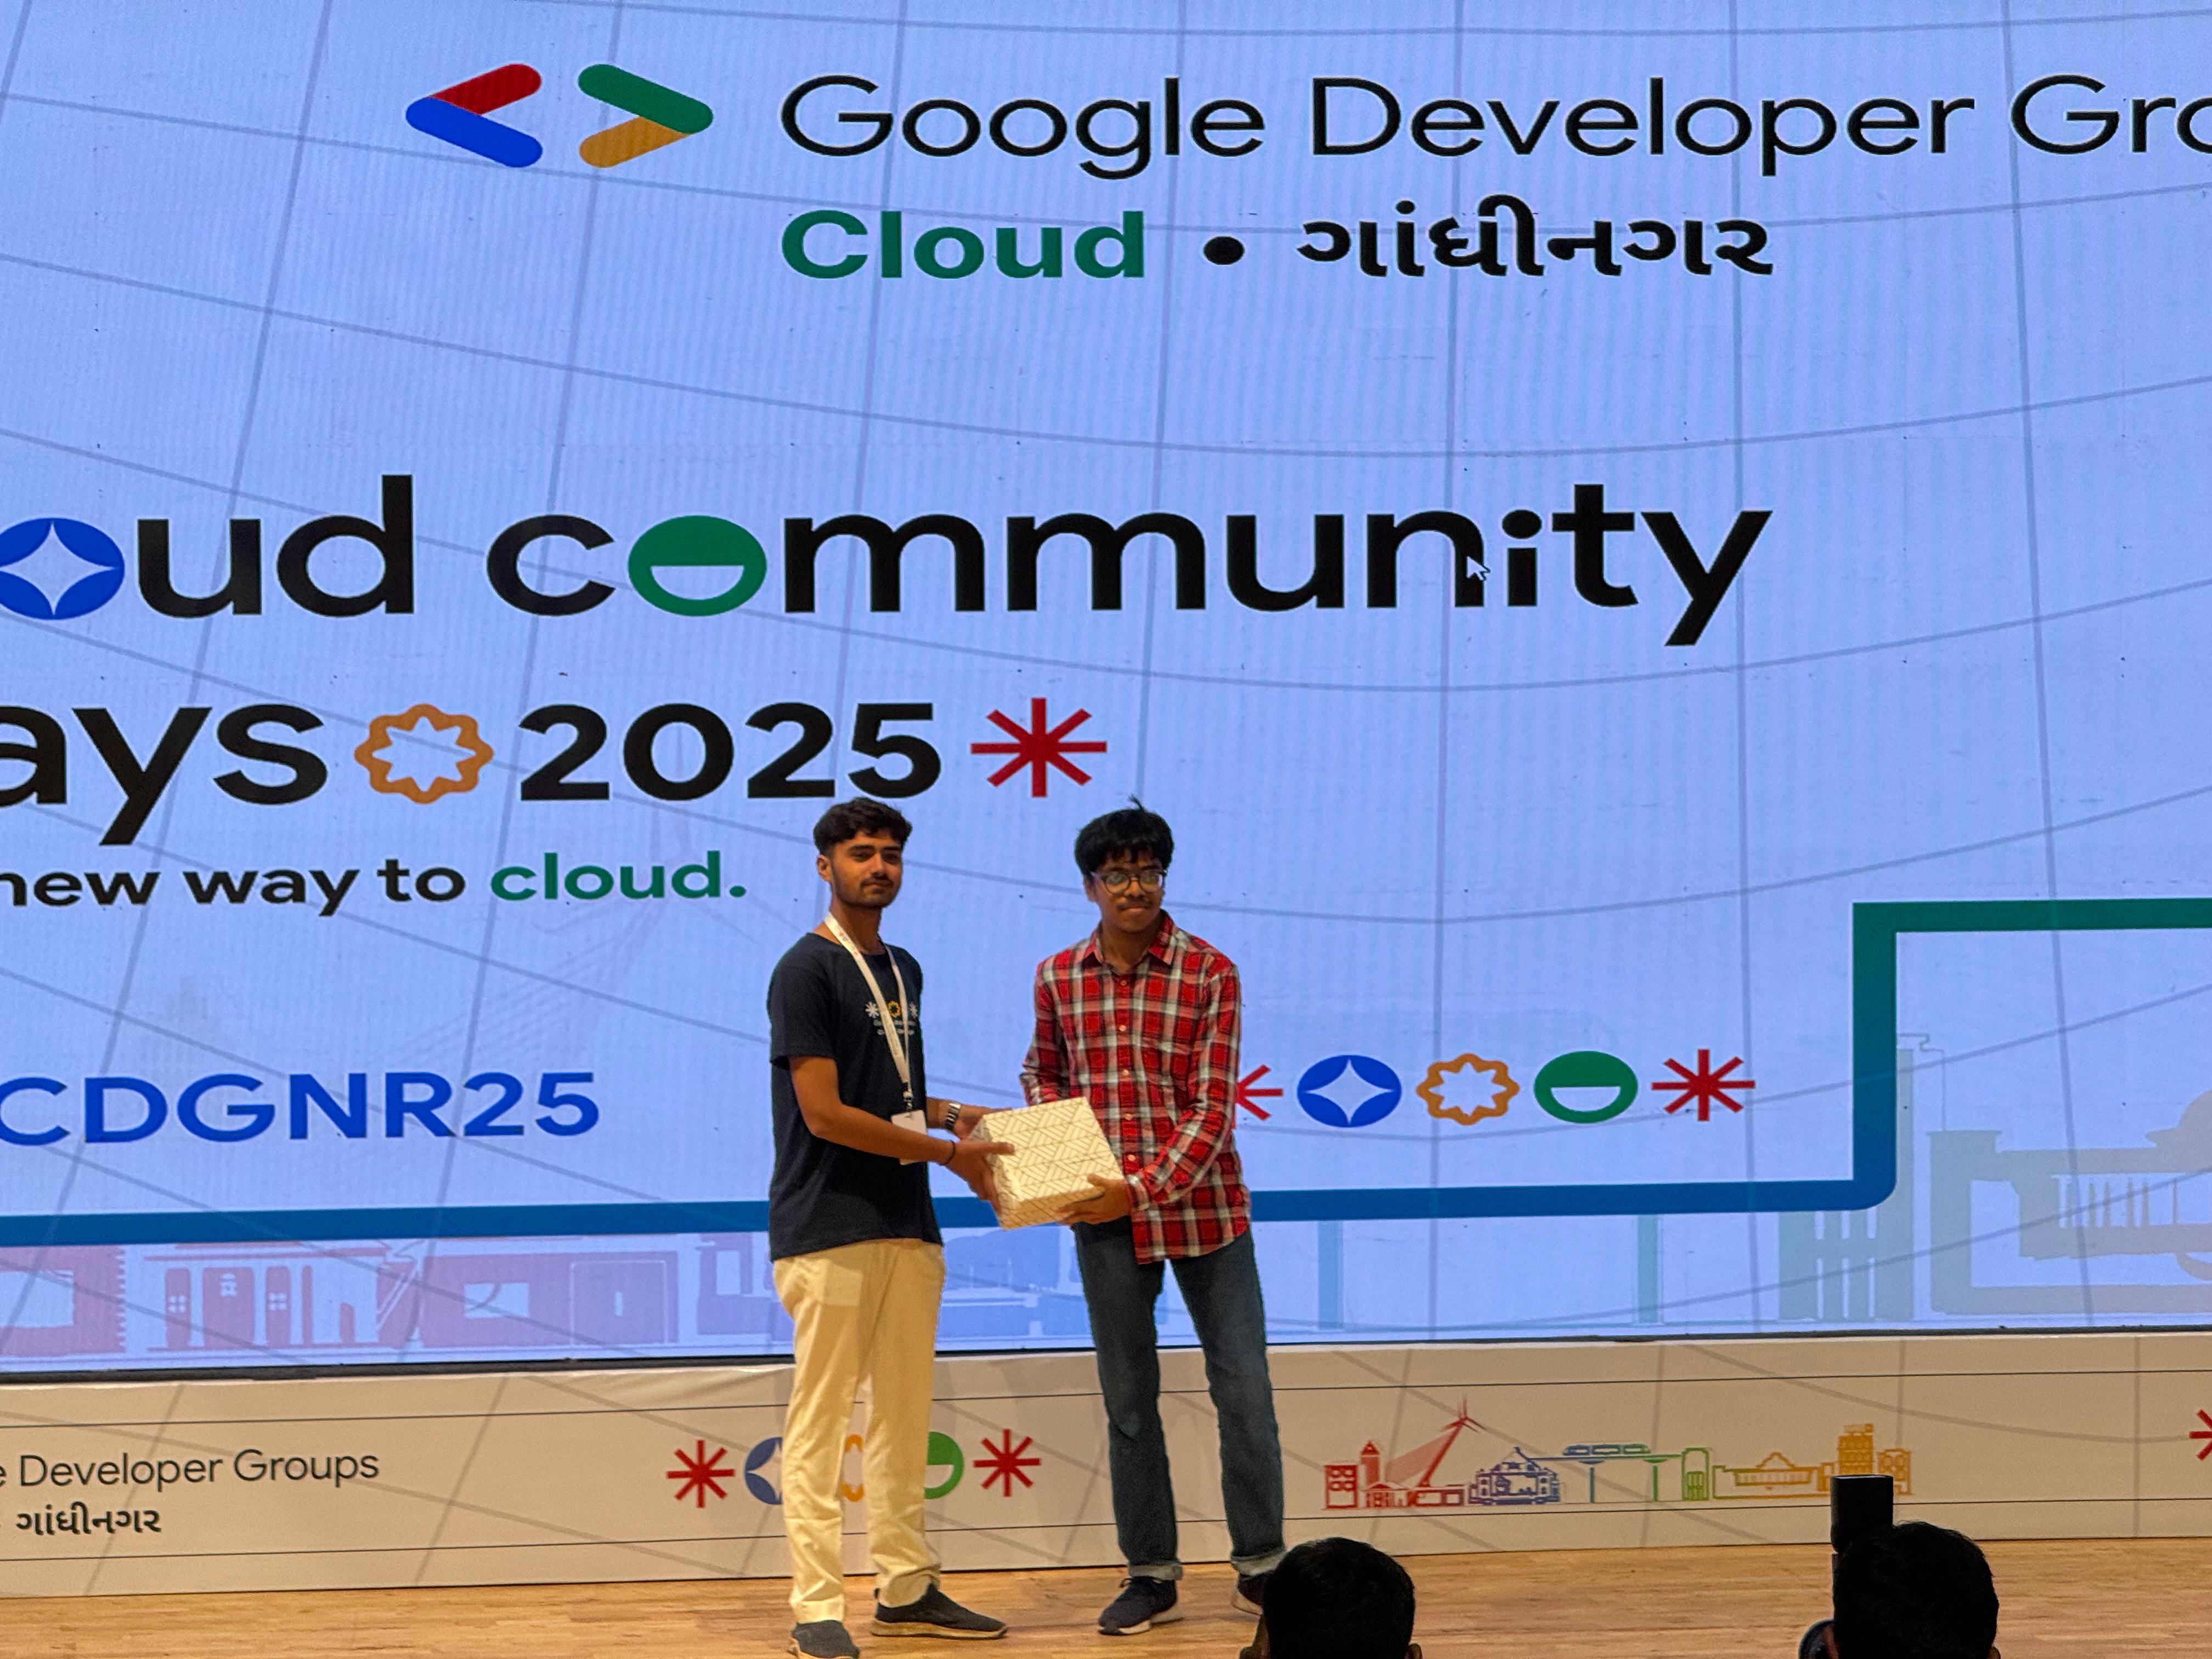 Google Developer Gro
Cloud • ગાંધીનગર
oud community
ays 2025
new way to cloud.
CDGNR25
e Developer Groups
ગાંધીનગર